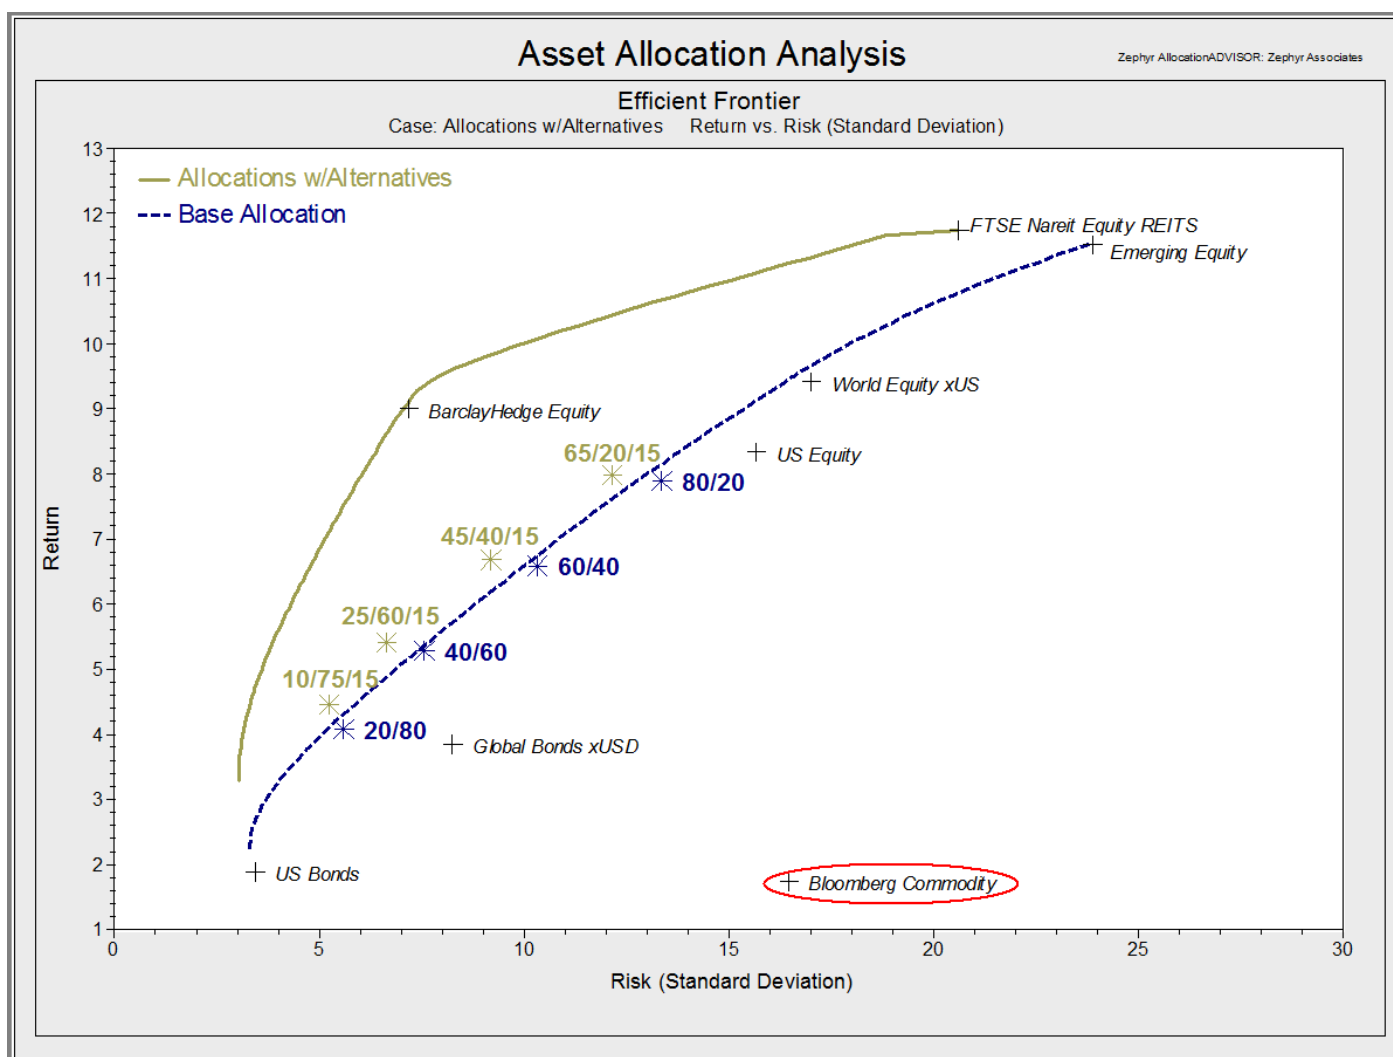 Asset Allocation Analysis
Zephyr AllocationADVISOR: Zephyr Associates
Efficient Frontier
Case: Allocations w/Alternatives Return vs. Risk (Standard Deviation)
13
12
11
10
9
8
7
6
5
4
3
2
1
Return
Allocations w/Alternatives
Base Allocation
FTSE Nareit Equity REITS
Emerging Equity
World Equity xUS
BarclayHedge Equity
US Equity
65/20/15
80/20
45/40/15
60/40
25/60/15
40/60
10/75/15
20/80
Global Bonds xUSD
US Bonds
Bloomberg Commodity
0 5 10 15 20 25 30
Risk (Standard Deviation)